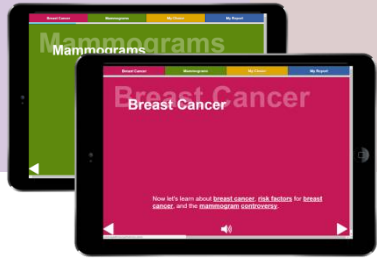 Breast Cancer Mammograms My Choice My Report
Mammograms
Mammograms
Breast Cancer Mammograms My Choice My Report
Breast Cancer
Breast Cancer
Now let's learn about breast cancer, risk factors for breast
cancer, and the mammogram controversy.